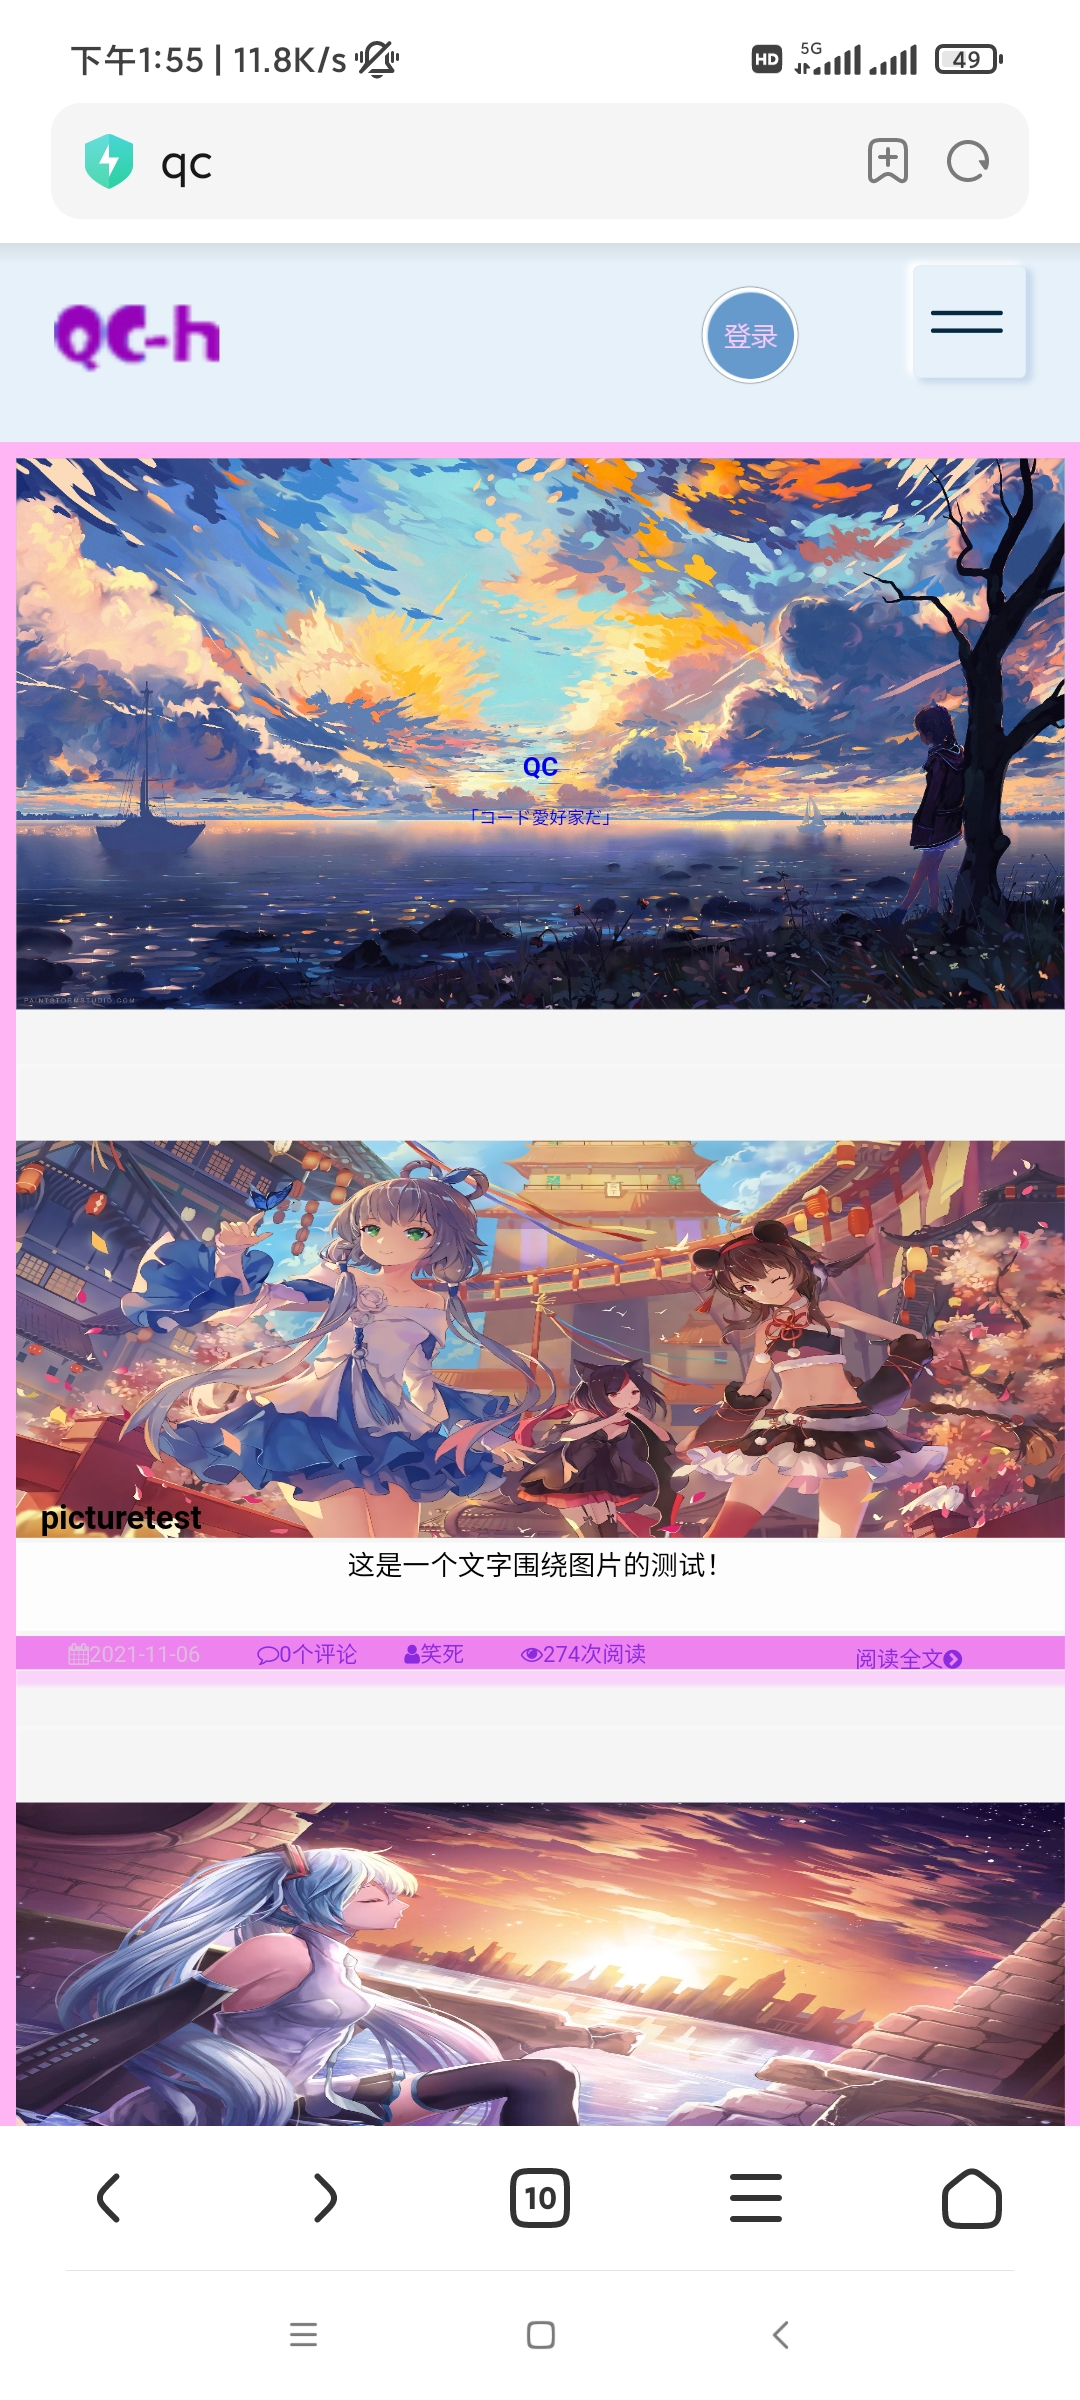 下午1:55 | 11.8K/s
HD 5G 49
qc
QC-h
登录
QC
「コード愛好家だ」
PAINTSTORMSTUDIO.COM
picturetest
这是一个文字围绕图片的测试！
2021-11-06 0个评论 笑死 274次阅读 阅读全文
10